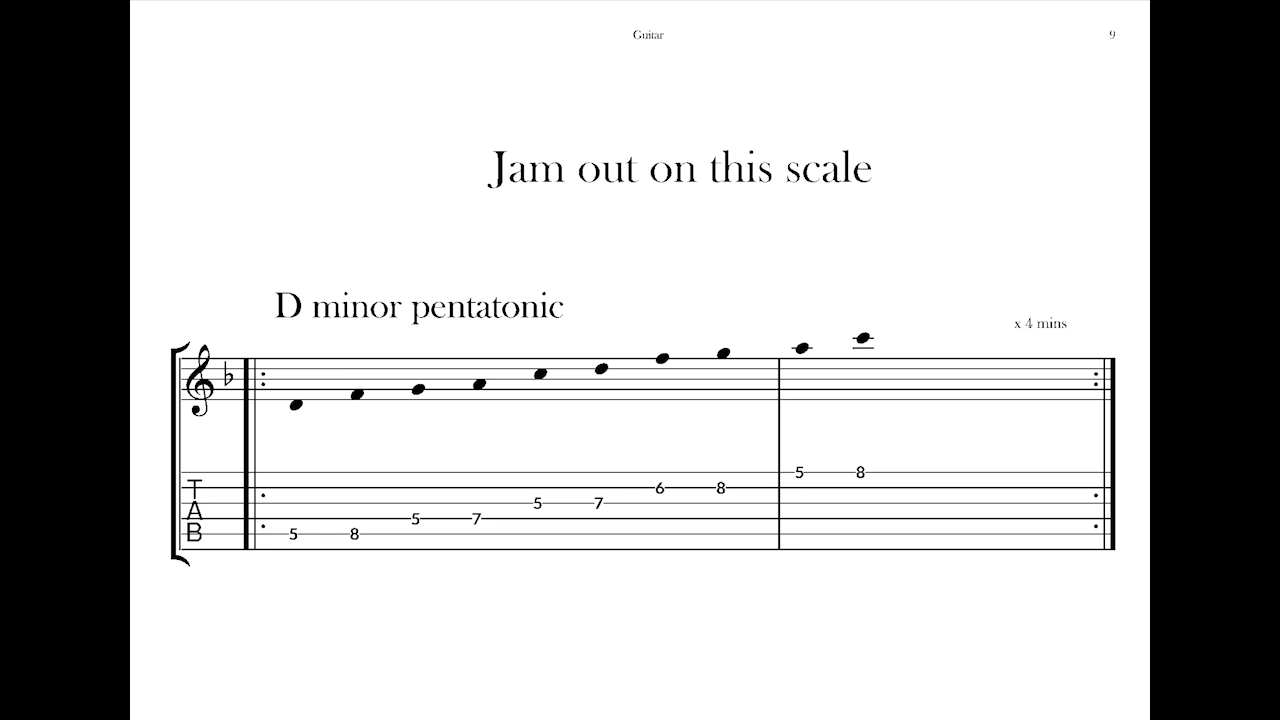 Guitar 9
Jam out on this scale
D minor pentatonic
x 4 mins
5 8
6 8
5 7
T 5 7
A 5 8
B